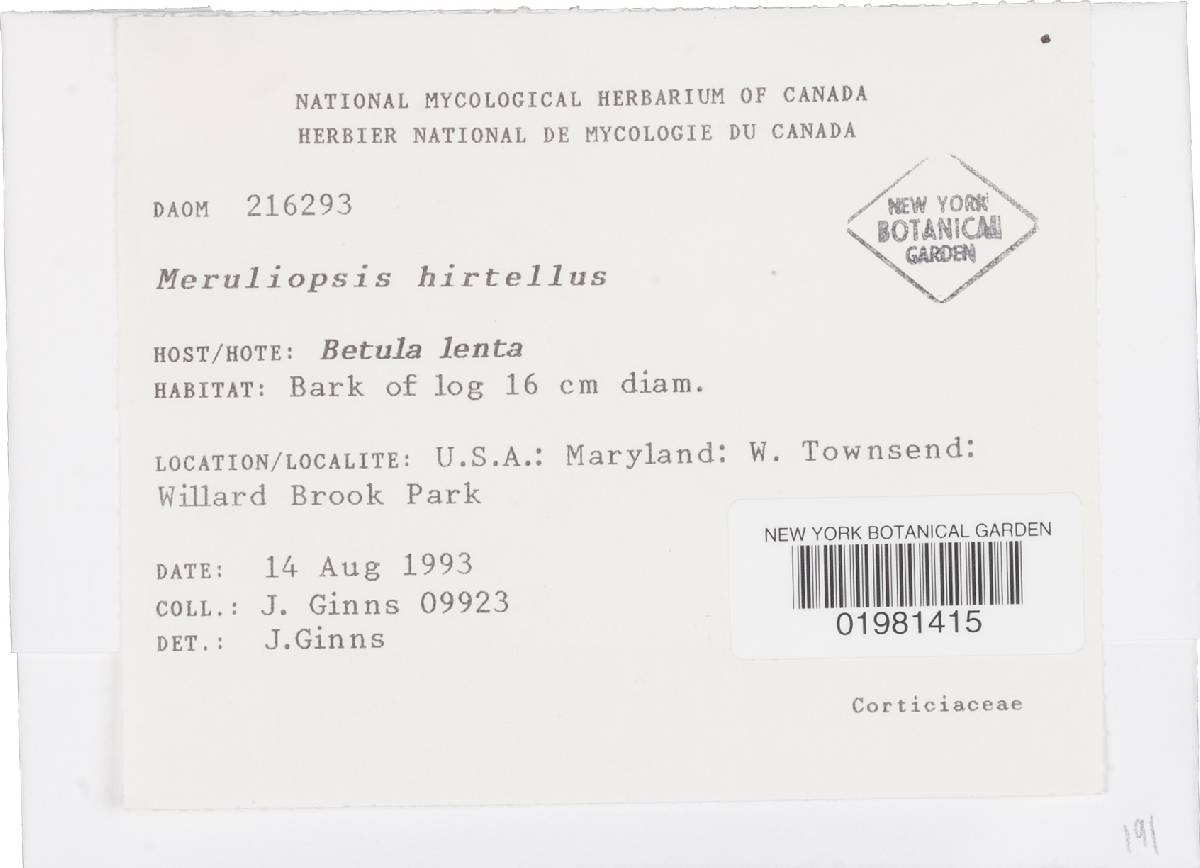 NATIONAL MYCOLOGICAL HERBARIUM OF CANADA
HERBIER NATIONAL DE MYCOLOGIE DU CANADA
DAOM 216293
NEW YORK
BOTANICAL
GARDEN
Meruliopsis hirtellus
HOST/HOTE: Betula lenta
HABITAT: Bark of log 16 cm diam.
LOCATION/LOCALITE: U.S.A.: Maryland: W. Townsend:
Willard Brook Park
DATE: 14 Aug 1993
COLL.: J. Ginns 09923
DET.: J.Ginns
NEW YORK BOTANICAL GARDEN
01981415
Corticiaceae
191